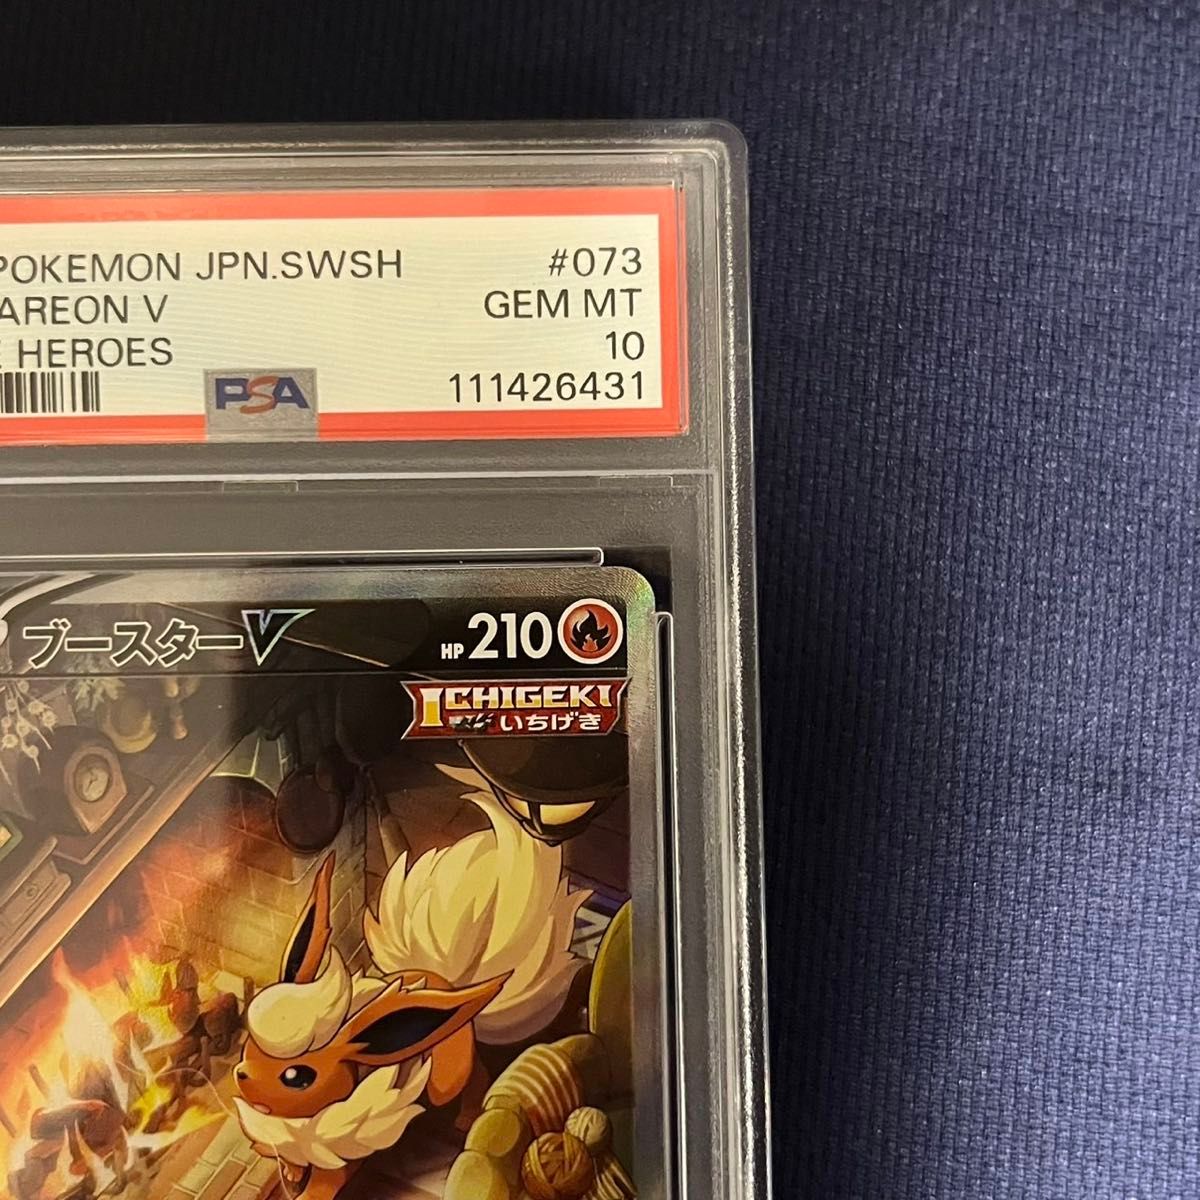 POKEMON JPN.SWSH #073
AREON V GEM MT
HEROES 10
PSA 111426431
ブースターV HP 210
ICHIGEKI
いちげき